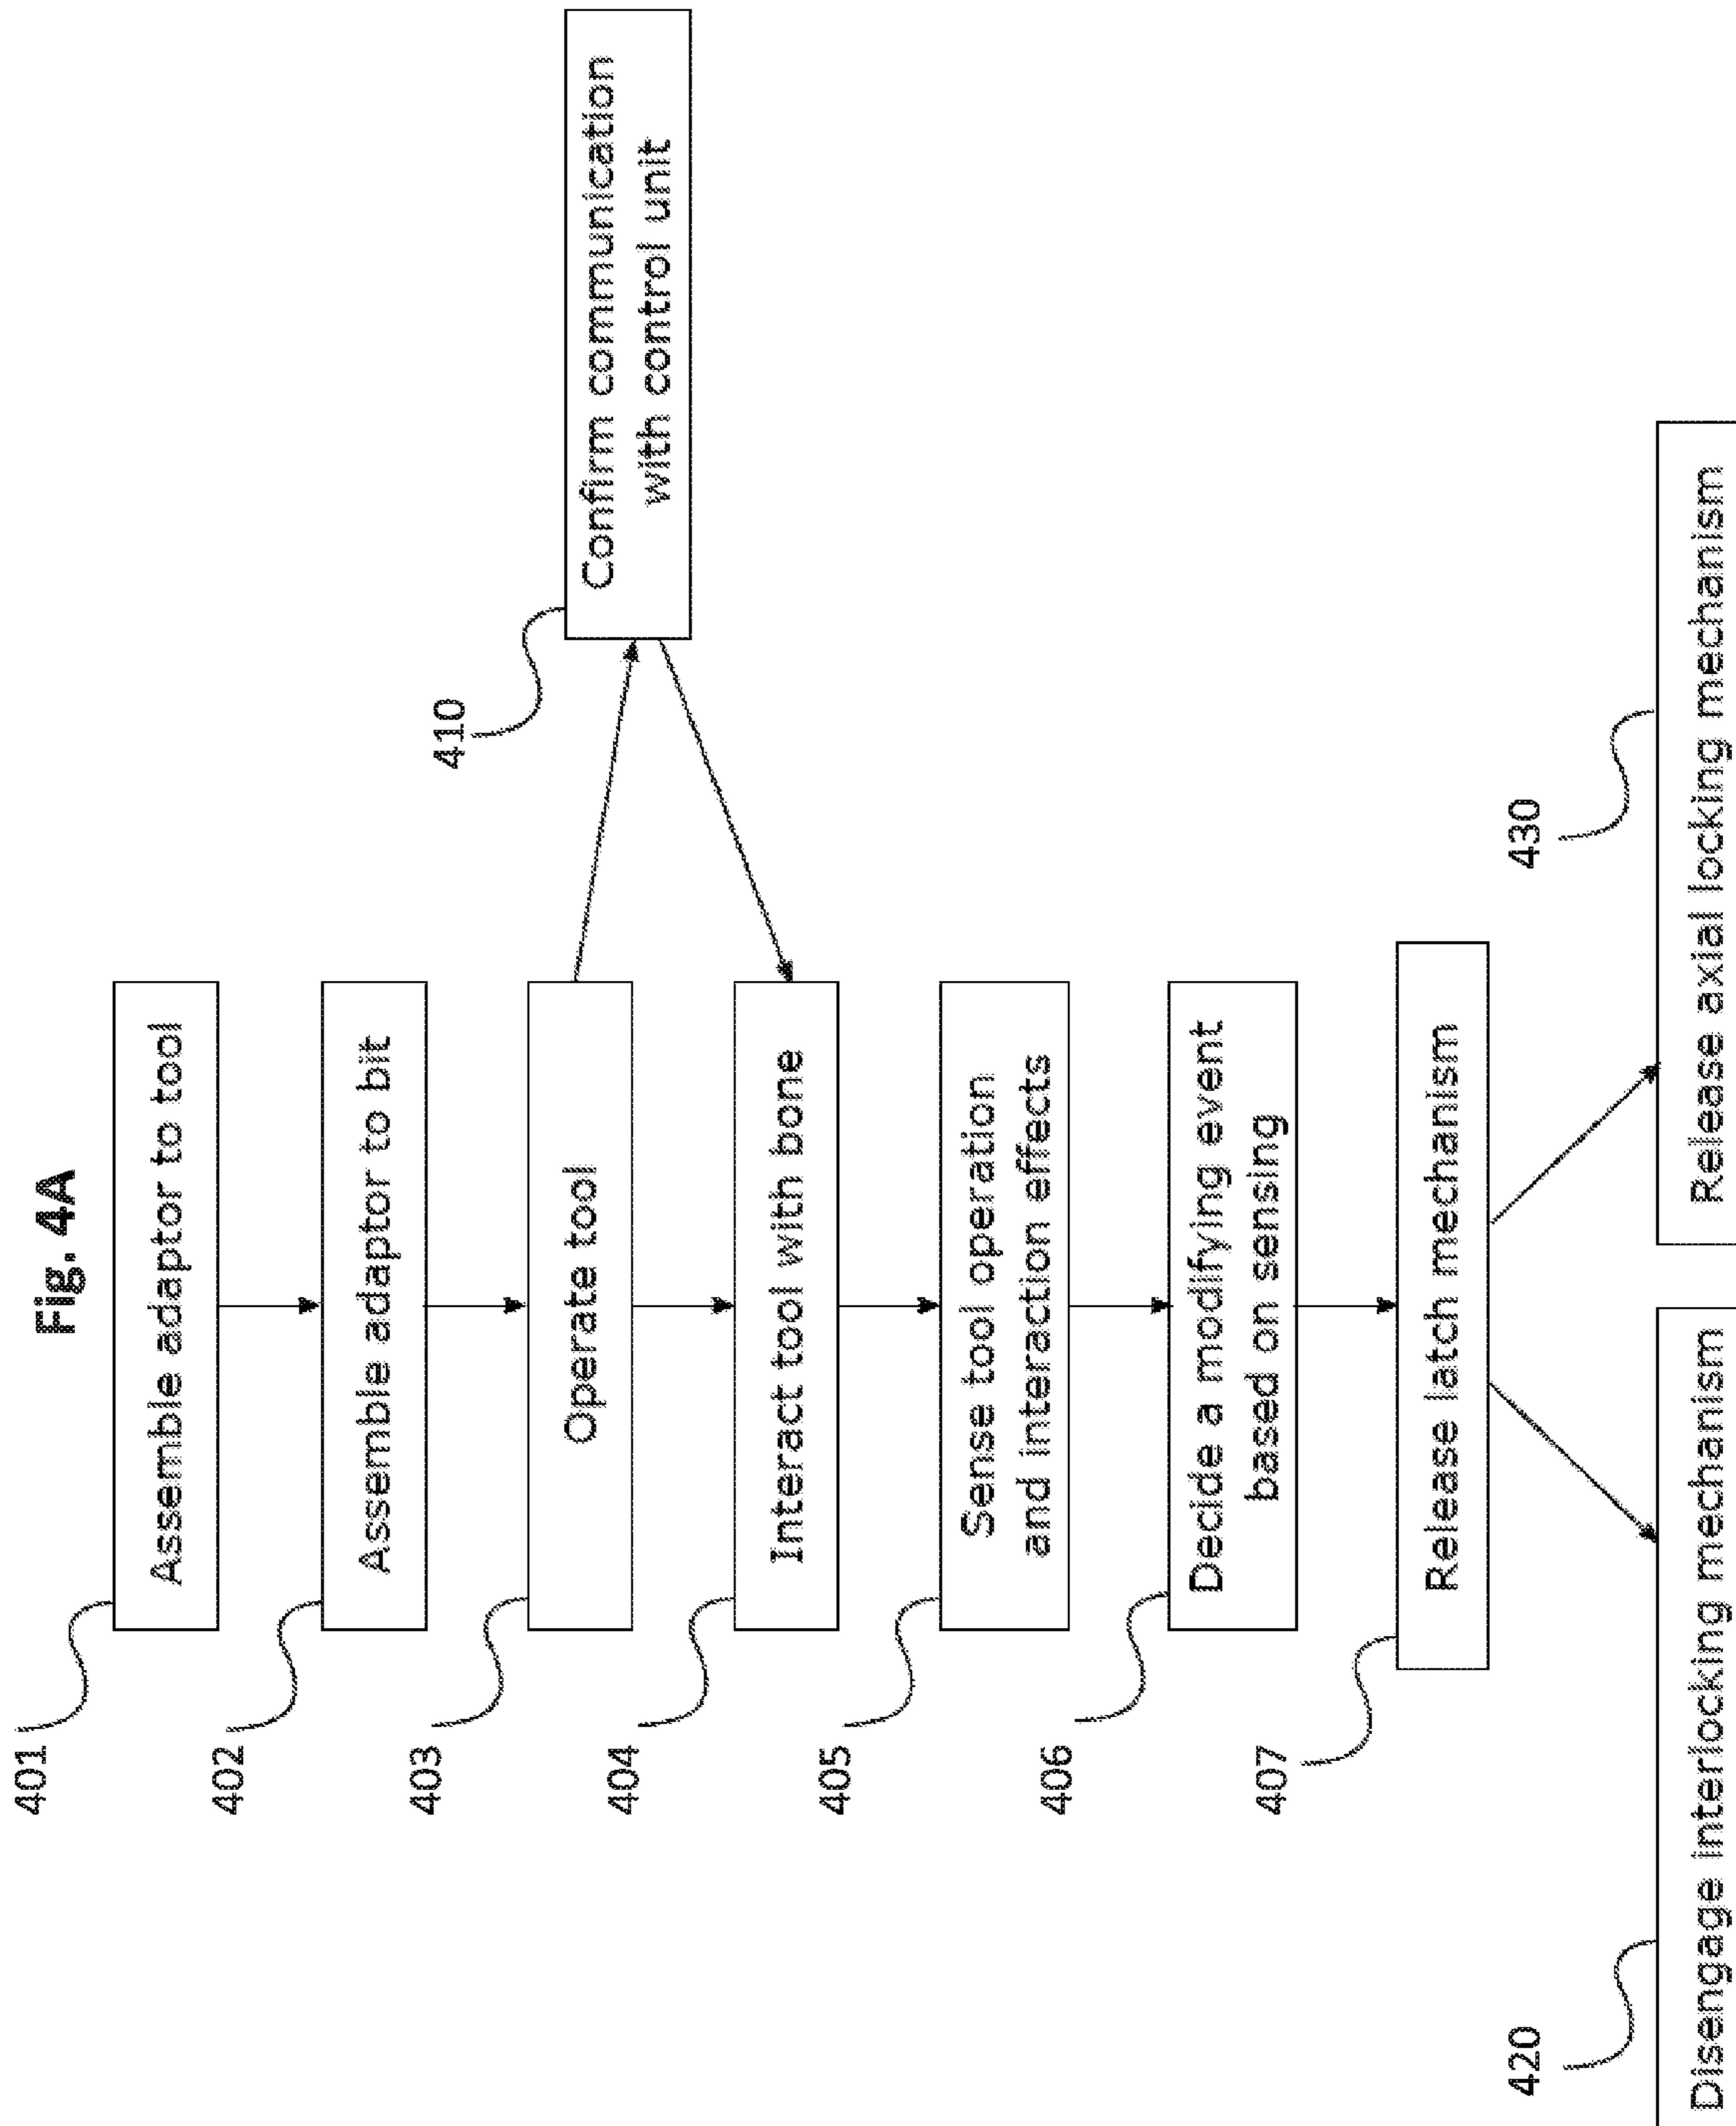 Fig. 4A
401
Assemble adaptor to tool
402
Assemble adaptor to bit
403
Operate tool
410
Confirm communication
with control unit
404
Interact tool with bone
405
Sense tool operation
and interaction effects
406
Decide a modifying event
based on sensing
407
Release latch mechanism
420
Disengage interlocking mechanism
430
Release axial locking mechanism